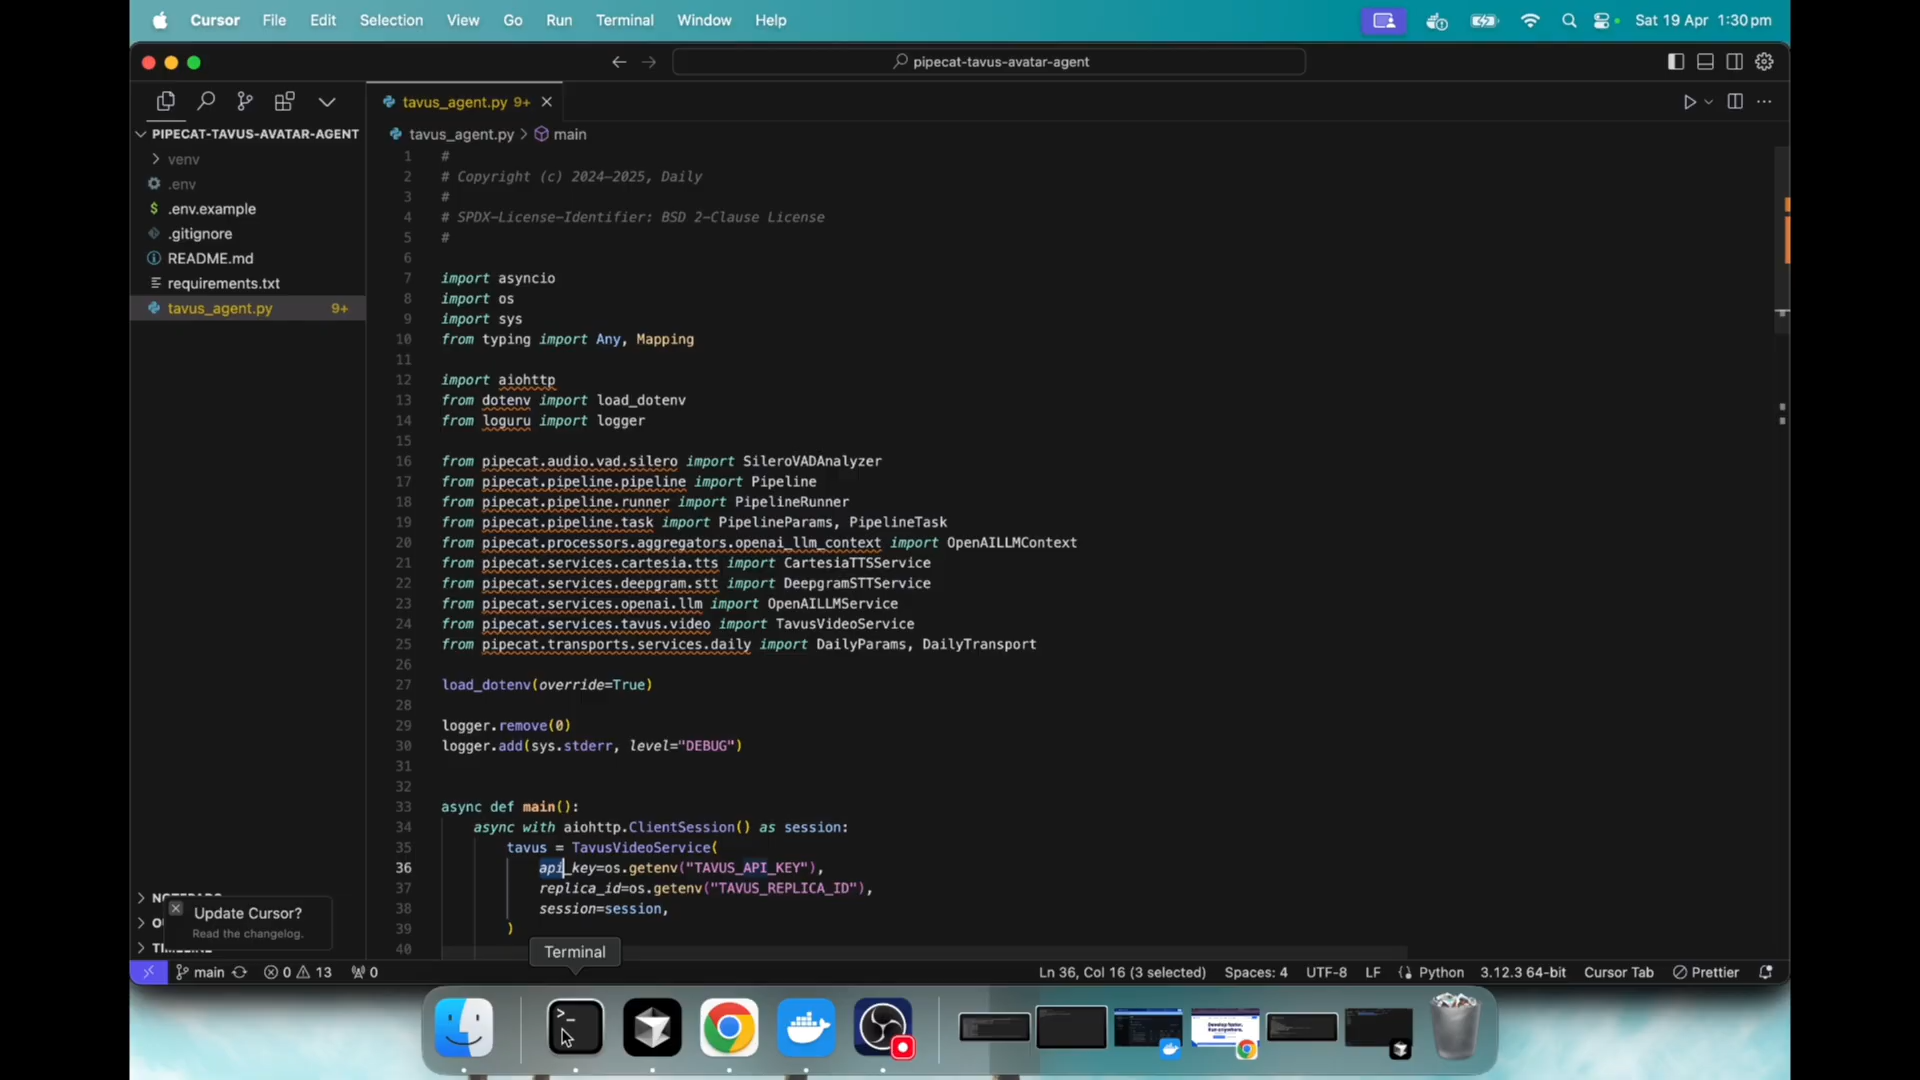 Cursor File Edit Selection View Go Run Terminal Window Help Sat 19 Apr 1:30 pm
pipecat-tavus-avatar-agent
tavus_agent.py 9+
PIPECAT-TAVUS-AVATAR-AGENT
tavus_agent.py > main
venv
.env
.env.example
.gitignore
README.md
requirements.txt
tavus_agent.py 9+
1 #
2 # Copyright (c) 2024–2025, Daily
3 #
4 # SPDX-License-Identifier: BSD 2-Clause License
5 #
6
7 import asyncio
8 import os
9 import sys
10 from typing import Any, Mapping
11
12 import aiohttp
13 from dotenv import load_dotenv
14 from loguru import logger
15
16 from pipecat.audio.vad.silero import SileroVADAnalyzer
17 from pipecat.pipeline.pipeline import Pipeline
18 from pipecat.pipeline.runner import PipelineRunner
19 from pipecat.pipeline.task import PipelineParams, PipelineTask
20 from pipecat.processors.aggregators.openai_llm_context import OpenAILLMContext
21 from pipecat.services.cartesia.tts import CartesiaTTSService
22 from pipecat.services.deepgram.stt import DeepgramSTTService
23 from pipecat.services.openai.llm import OpenAILLMService
24 from pipecat.services.tavus.video import TavusVideoService
25 from pipecat.transports.services.daily import DailyParams, DailyTransport
26
27 load_dotenv(override=True)
28
29 logger.remove(0)
30 logger.add(sys.stderr, level="DEBUG")
31
32
33 async def main():
34 async with aiohttp.ClientSession() as session:
35 tavus = TavusVideoService(
36 api_key=os.getenv("TAVUS_API_KEY"),
37 replica_id=os.getenv("TAVUS_REPLICA_ID"),
38 session=session,
39 )
40
Update Cursor?
Read the changelog.
Terminal
main 0 13 0 Ln 36, Col 16 (3 selected) Spaces: 4 UTF-8 LF Python 3.12.3 64-bit Cursor Tab Prettier